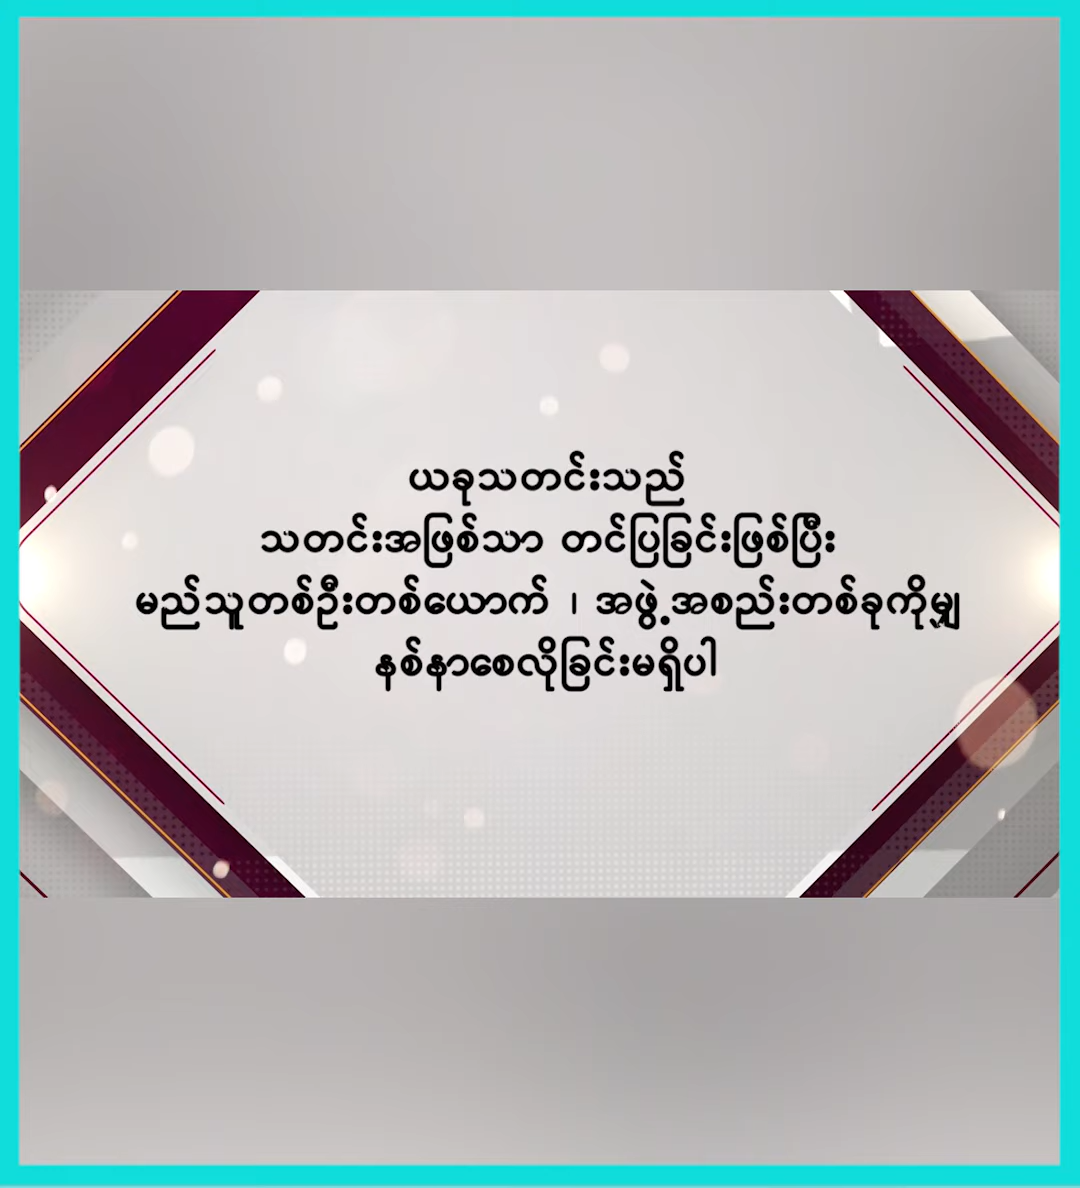 ယခုသတင်းသည်
သတင်းအဖြစ်သာ တင်ပြခြင်းဖြစ်ပြီး
မည်သူတစ်ဦးတစ်ယောက် ၊ အဖွဲ့အစည်းတစ်ခုကိုမျှ
နစ်နာစေလိုခြင်းမရှိပါ